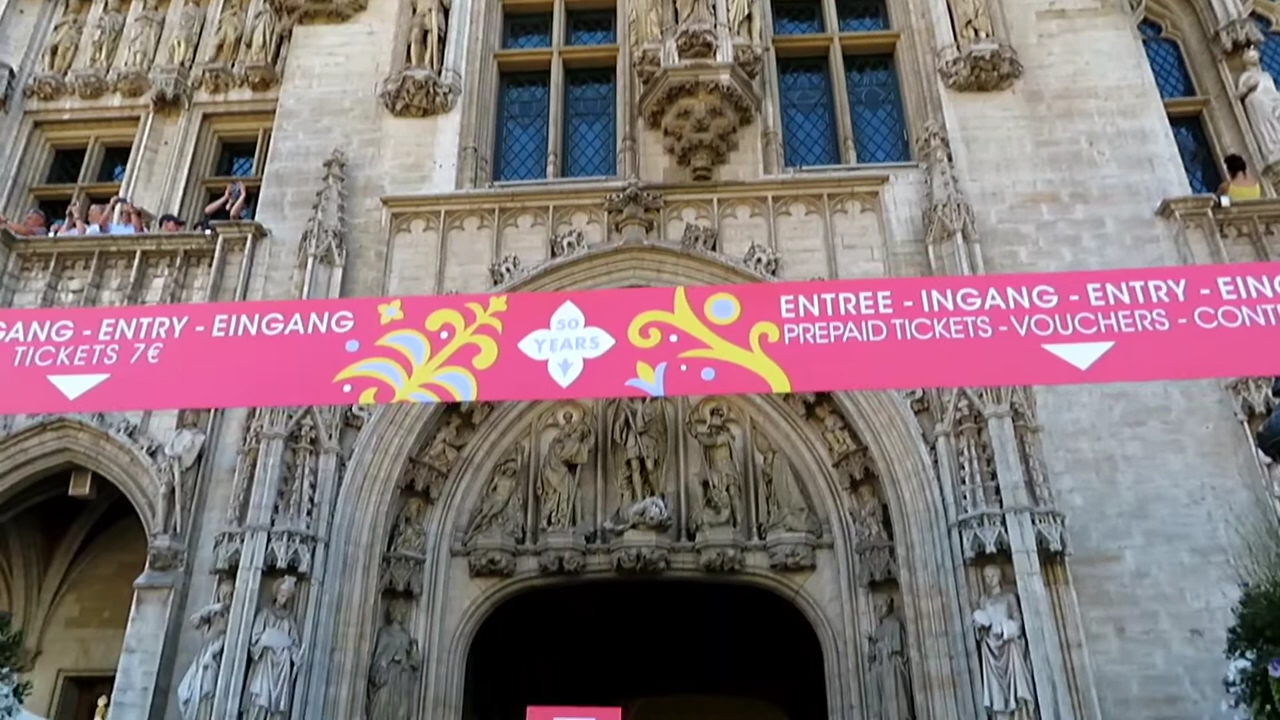 GANG - ENTRY - EINGANG
TICKETS 7€
50
YEARS
ENTREE - INGANG - ENTRY - EING
PREPAID TICKETS - VOUCHERS - CONT